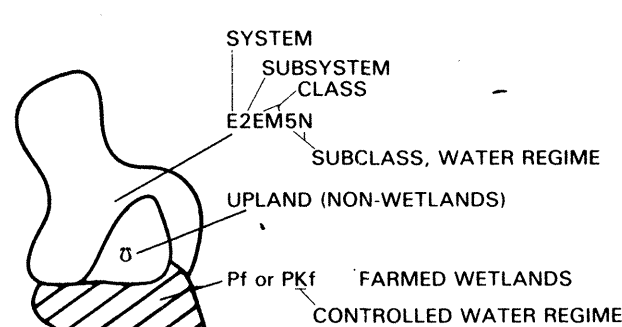 SYSTEM
SUBSYSTEM
CLASS
E2EM5N
SUBCLASS, WATER REGIME
UPLAND (NON-WETLANDS)
U
Pf or PKf FARMED WETLANDS
CONTROLLED WATER REGIME